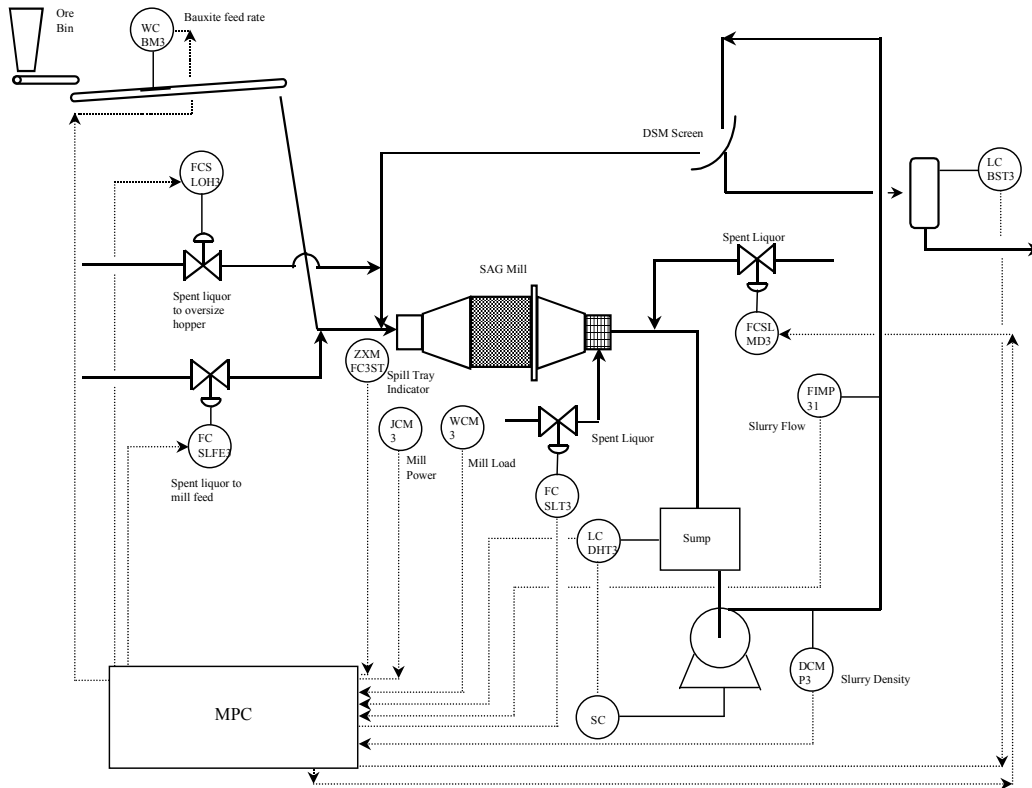 Ore
Bin
WC
BM3
Bauxite feed rate
DSM Screen
LC
BST3
FCS
LOH3
Spent Liquor
SAG Mill
Spent liquor
to oversize
hopper
FCSL
MD3
ZXM
FC3ST
Spill Tray
Indicator
FIMP
31
JCM
3
WCM
3
Slurry Flow
Spent Liquor
FC
SLFE3
Mill
Power
Mill Load
Spent liquor to
mill feed
FC
SLT3
LC
DHT3
Sump
DCM
P3
Slurry Density
MPC
SC